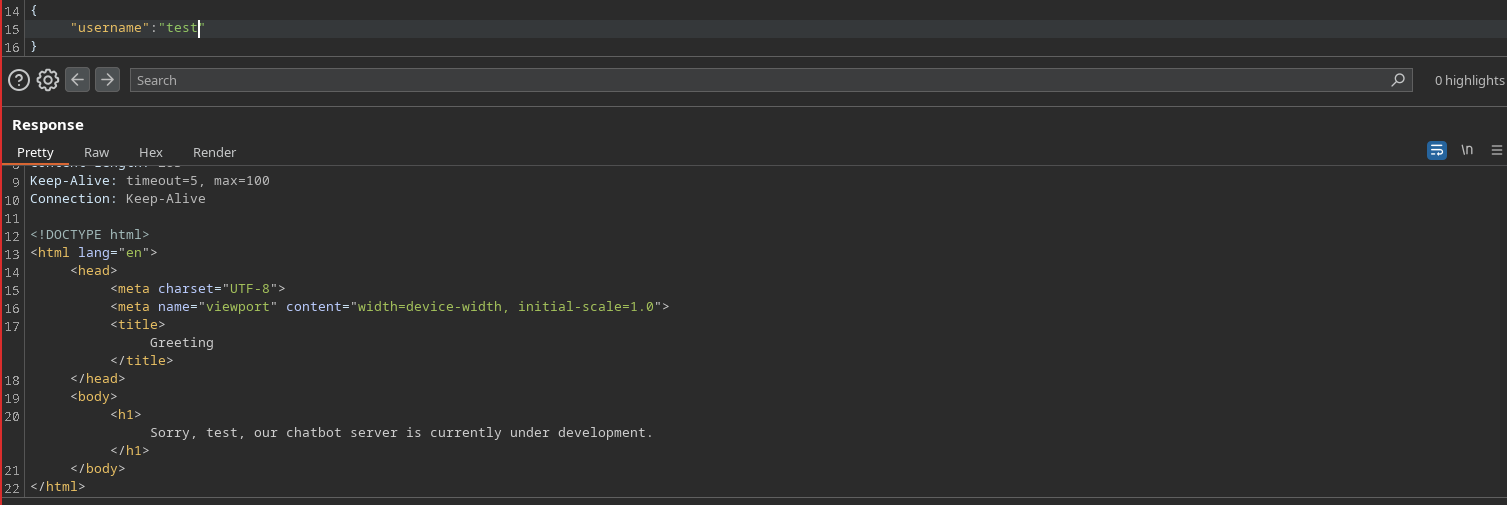 14 {
15 "username":"test"
16 }
Search
0 highlights
Response
Pretty Raw Hex Render
\n
9 Keep-Alive: timeout=5, max=100
10 Connection: Keep-Alive
11
12 <!DOCTYPE html>
13 <html lang="en">
14 <head>
15 <meta charset="UTF-8">
16 <meta name="viewport" content="width=device-width, initial-scale=1.0">
17 <title>
Greeting
</title>
18 </head>
19 <body>
20 <h1>
Sorry, test, our chatbot server is currently under development.
</h1>
21 </body>
22 </html>